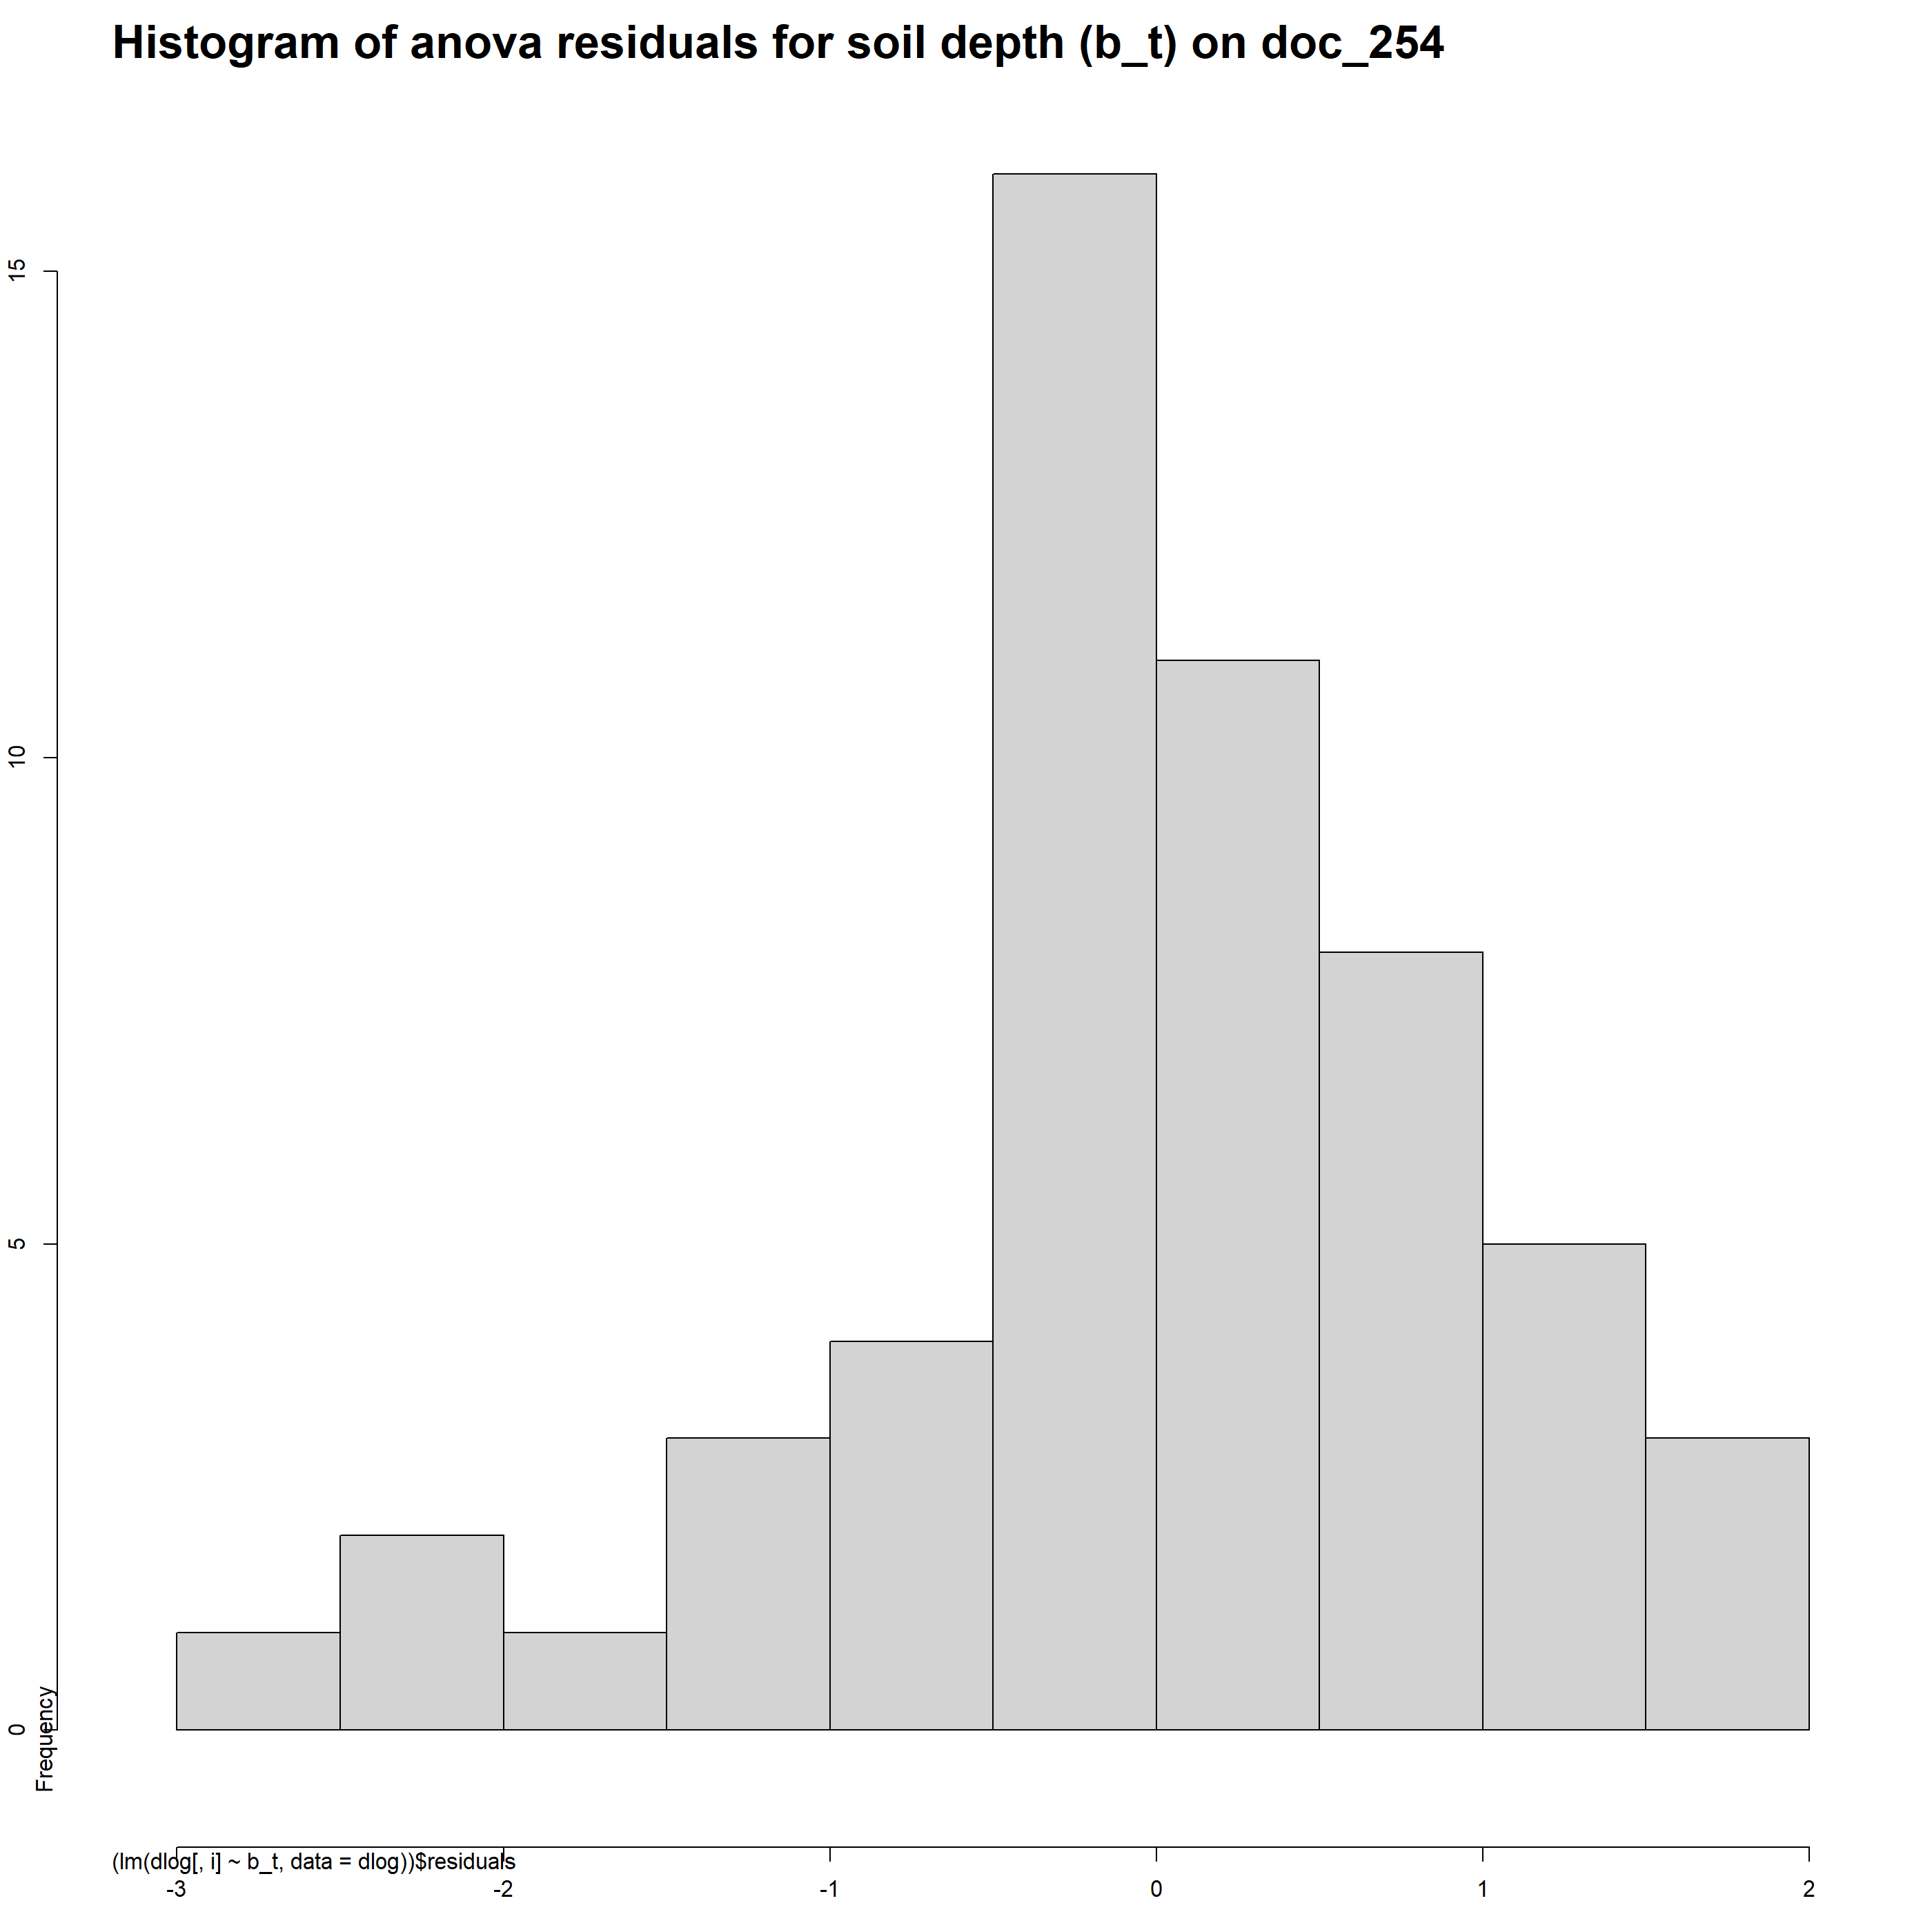 Histogram of anova residuals for soil depth (b_t) on doc_254
15
10
5
0
Frequency
(lm(dlog[, i] ~ b_t, data = dlog))$residuals
-3 -2 -1 0 1 2